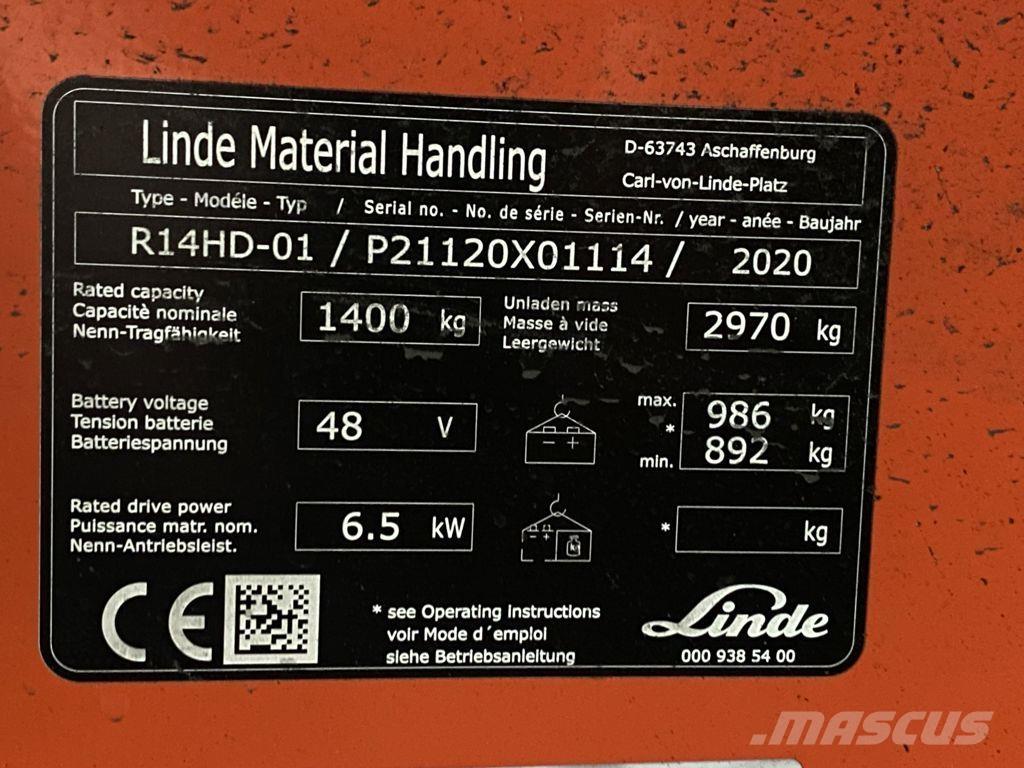 Linde Material Handling
D-63743 Aschaffenburg
Carl-von-Linde-Platz
Type - Modéle - Typ / Serial no. - No. de série - Serien-Nr. / year - anée - Baujahr
R14HD-01 / P21120X01114 / 2020
Rated capacity
Capacitè nominale
Nenn-Tragfähigkeit
1400 kg
Unladen mass
Masse à vide
Leergewicht
2970 kg
Battery voltage
Tension batterie
Batteriespannung
48 V
max. 986 kg
*
min. 892 kg
Rated drive power
Puissance matr. nom.
Nenn-Antriebsleist.
6.5 kW
* kg
CE
* see Operating Instructions
voir Mode d´emploi
siehe Betriebsanleitung
Linde
000 938 54 00
.MASCUS